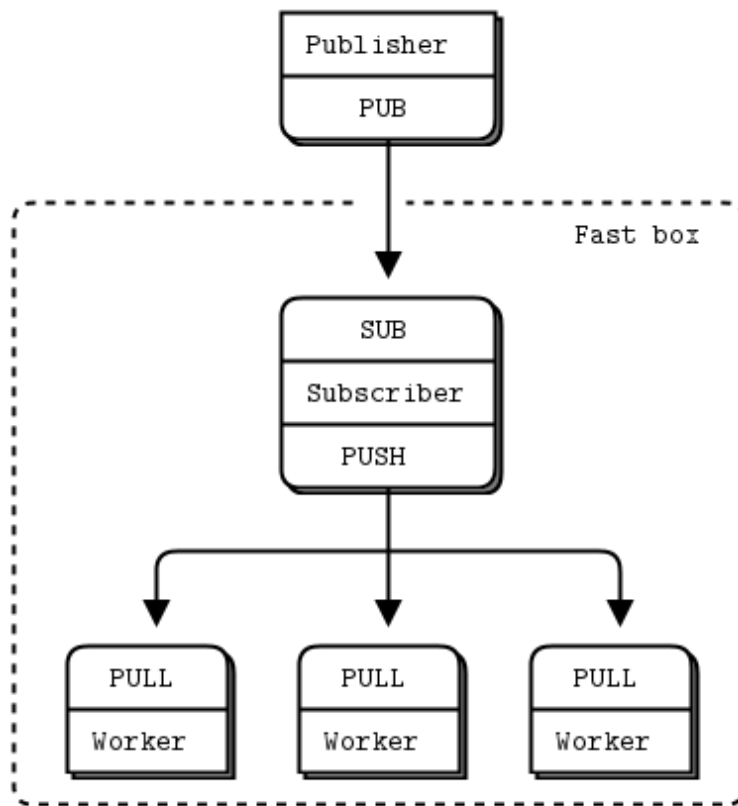 Publisher
PUB
Fast box
SUB
Subscriber
PUSH
PULL PULL PULL
Worker Worker Worker